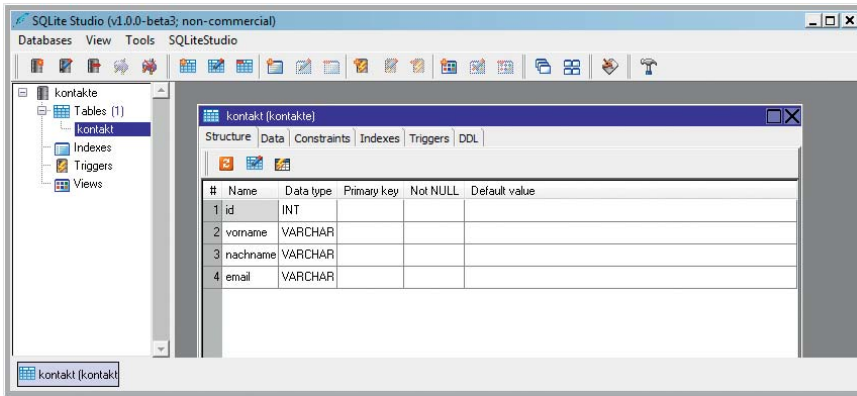 SQLite Studio (v1.0.0-beta3; non-commercial)
Databases View Tools SQLiteStudio
kontakte
Tables (1)
kontakt
Indexes
Triggers
Views
kontakt (kontakte)
Structure Data Constraints Indexes Triggers DDL
# Name Data type Primary key Not NULL Default value
1 id INT
2 vorname VARCHAR
3 nachname VARCHAR
4 email VARCHAR
kontakt (kontakt